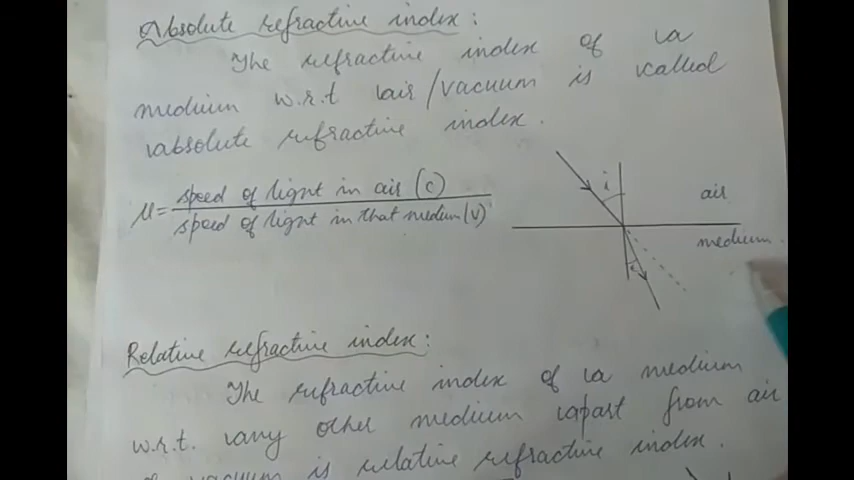 Absolute refractive index :
The refractive index of a
medium w.r.t air/vacuum is called
absolute refractive index.
μ = speed of light in air (c)
speed of light in that medium (v)
i
air
medium
Relative refractive index :
The refractive index of a medium
w.r.t. any other medium apart from air
or vacuum is relative refractive index.